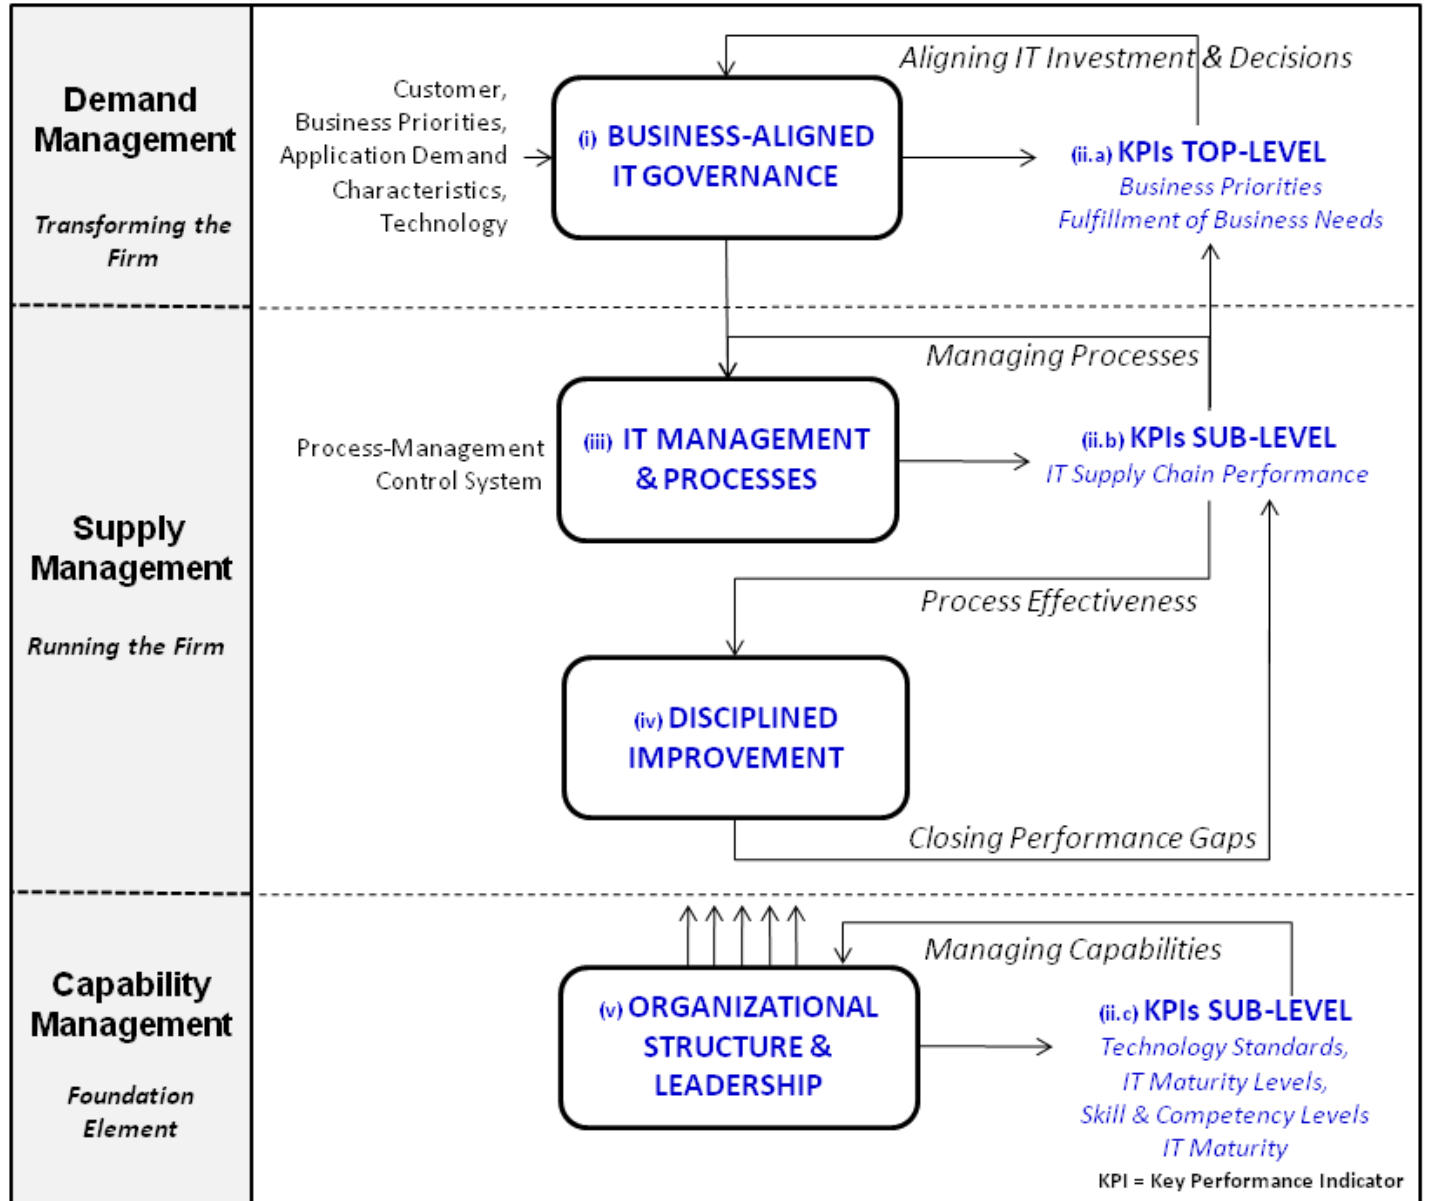 Demand
Management
Transforming the
Firm
Customer,
Business Priorities,
Application Demand
Characteristics,
Technology
(i) BUSINESS-ALIGNED
IT GOVERNANCE
Aligning IT Investment & Decisions
(ii.a) KPIs TOP-LEVEL
Business Priorities
Fulfillment of Business Needs
Supply
Management
Running the Firm
Managing Processes
Process-Management
Control System
(iii) IT MANAGEMENT
& PROCESSES
(ii.b) KPIs SUB-LEVEL
IT Supply Chain Performance
Process Effectiveness
(iv) DISCIPLINED
IMPROVEMENT
Closing Performance Gaps
Capability
Management
Foundation
Element
Managing Capabilities
(v) ORGANIZATIONAL
STRUCTURE &
LEADERSHIP
(ii.c) KPIs SUB-LEVEL
Technology Standards,
IT Maturity Levels,
Skill & Competency Levels
IT Maturity
KPI = Key Performance Indicator